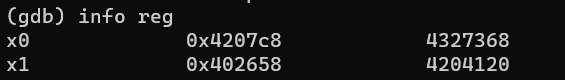 (gdb) info reg
x0 0x4207c8 4327368
x1 0x402658 4204120